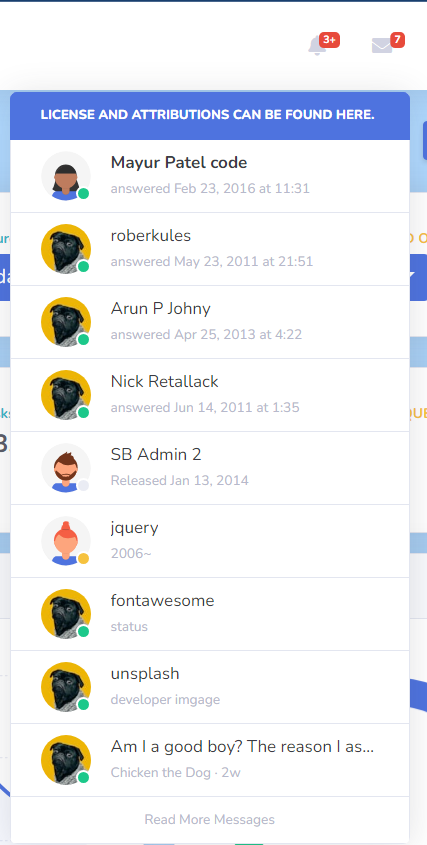 3+
7
LICENSE AND ATTRIBUTIONS CAN BE FOUND HERE.
Mayur Patel code
answered Feb 23, 2016 at 11:31
roberkules
answered May 23, 2011 at 21:51
Arun P Johny
answered Apr 25, 2013 at 4:22
Nick Retallack
answered Jun 14, 2011 at 1:35
SB Admin 2
Released Jan 13, 2014
jquery
2006~
fontawesome
status
unsplash
developer imgage
Am I a good boy? The reason I as...
Chicken the Dog · 2w
Read More Messages